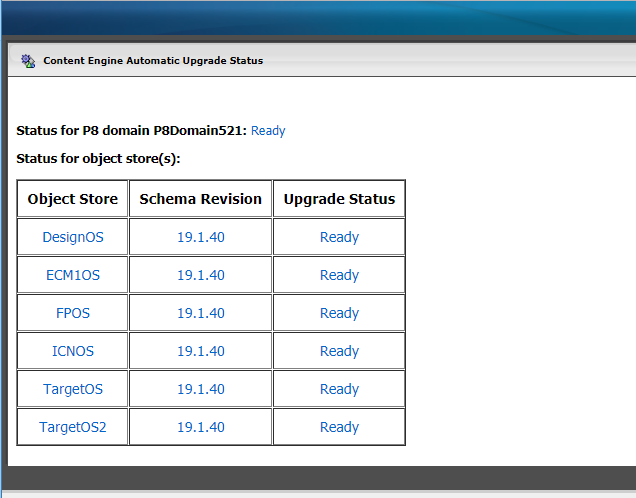 Content Engine Automatic Upgrade Status
Status for P8 domain P8Domain521: Ready
Status for object store(s):
Object Store Schema Revision Upgrade Status
DesignOS 19.1.40 Ready
ECM1OS 19.1.40 Ready
FPOS 19.1.40 Ready
ICNOS 19.1.40 Ready
TargetOS 19.1.40 Ready
TargetOS2 19.1.40 Ready